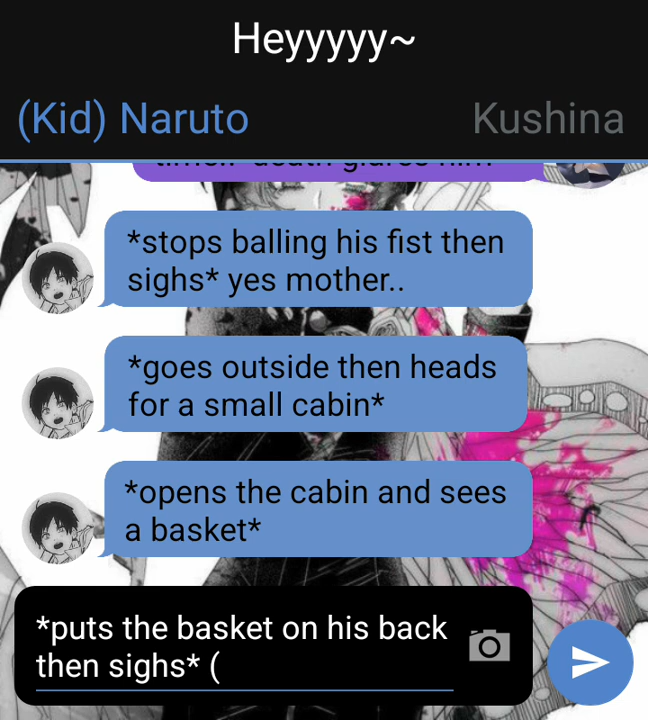 Heyyyyy~
(Kid) Naruto
Kushina
*stops balling his fist then
sighs* yes mother..
*goes outside then heads
for a small cabin*
*opens the cabin and sees
a basket*
*puts the basket on his back
then sighs* (